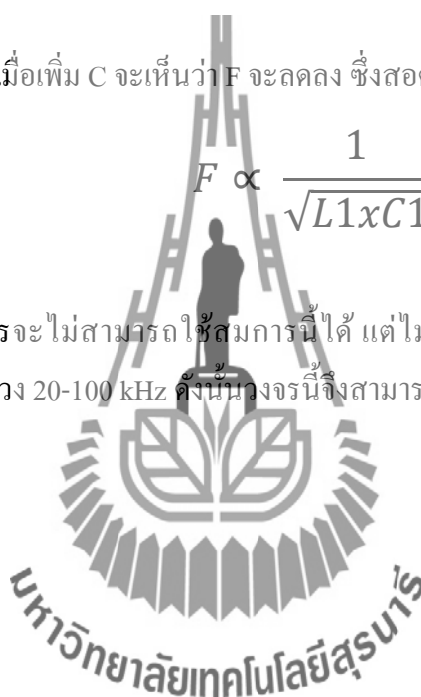 เมื่อเพิ่ม C จะเห็นว่า F จะลดลง ซึ่งสอด
F ∝ 1/√L1xC1
รจะไม่สามารถใช้สมการนี้ได้ แต่ไม
วง 20-100 kHz ดังนั้นวงจรนี้จึงสามาร
มหาวิทยาลัยเทคโนโลยีสุรนารี